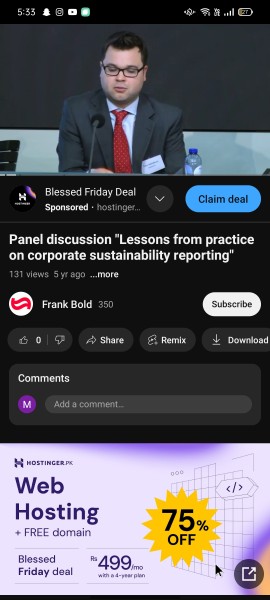 5:33
Blessed Friday Deal
Sponsored · hostinger...
Claim deal
Panel discussion "Lessons from practice
on corporate sustainability reporting"
131 views 5 yr ago ...more
Frank Bold 350
Subscribe
0
Share
Remix
Download
Comments
M
Add a comment...
HOSTINGER.PK
Web
Hosting
+ FREE domain
Blessed
Friday deal
Rs 499/mo
with a 4-year plan
</>
75%
OFF